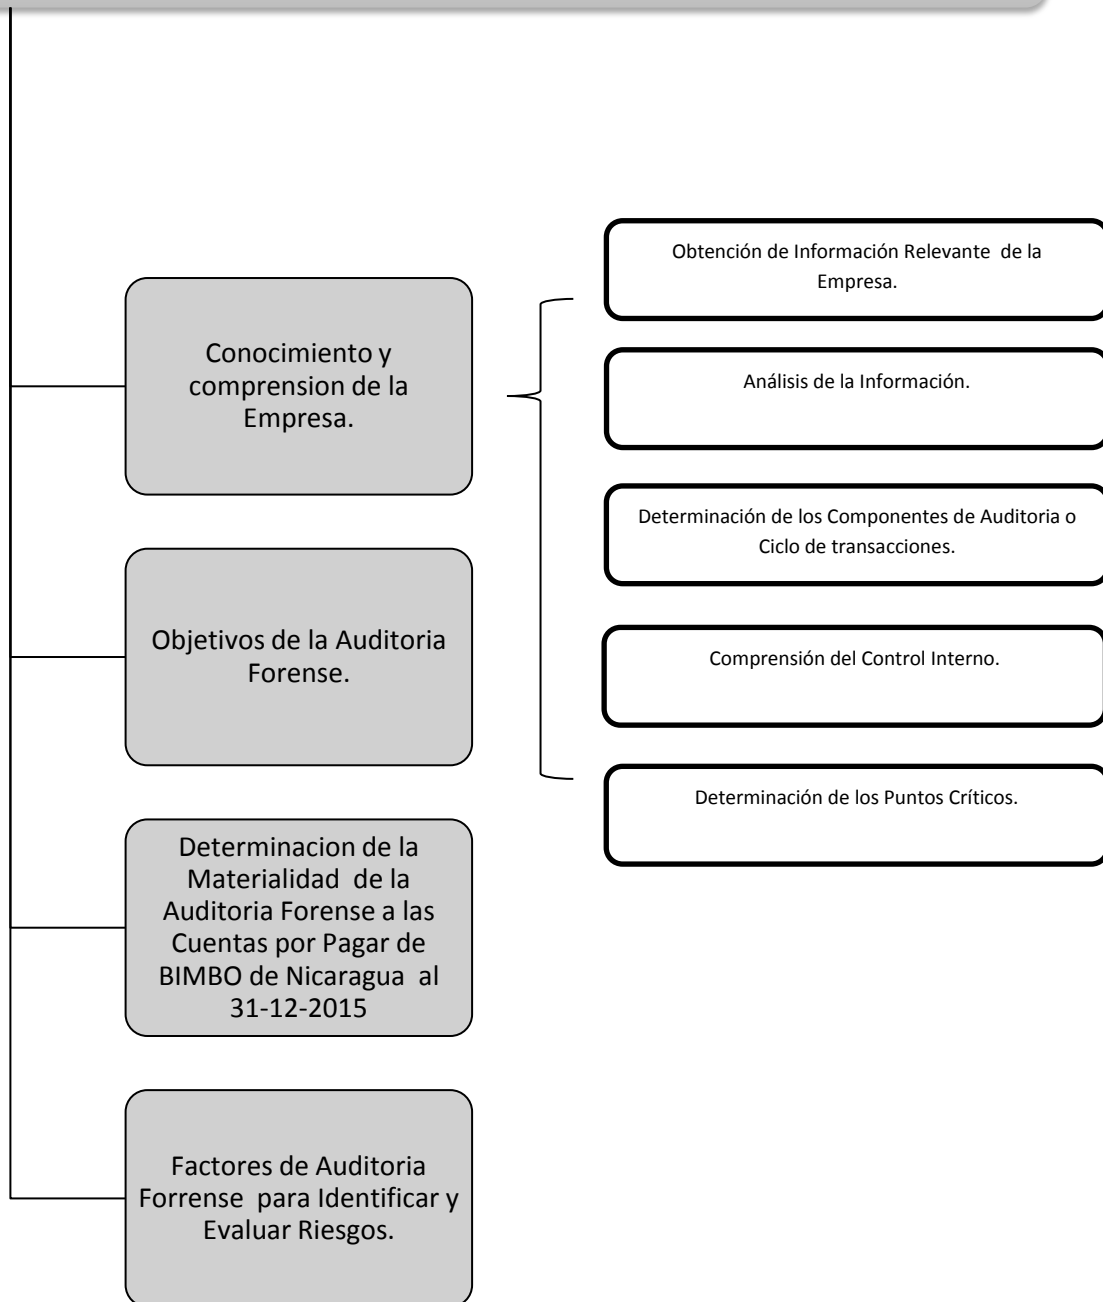 Conocimiento y
comprension de la
Empresa.
Obtención de Información Relevante de la
Empresa.
Análisis de la Información.
Determinación de los Componentes de Auditoria o
Ciclo de transacciones.
Comprensión del Control Interno.
Determinación de los Puntos Críticos.
Objetivos de la Auditoria
Forense.
Determinacion de la
Materialidad de la
Auditoria Forense a las
Cuentas por Pagar de
BIMBO de Nicaragua al
31-12-2015
Factores de Auditoria
Forrense para Identificar y
Evaluar Riesgos.